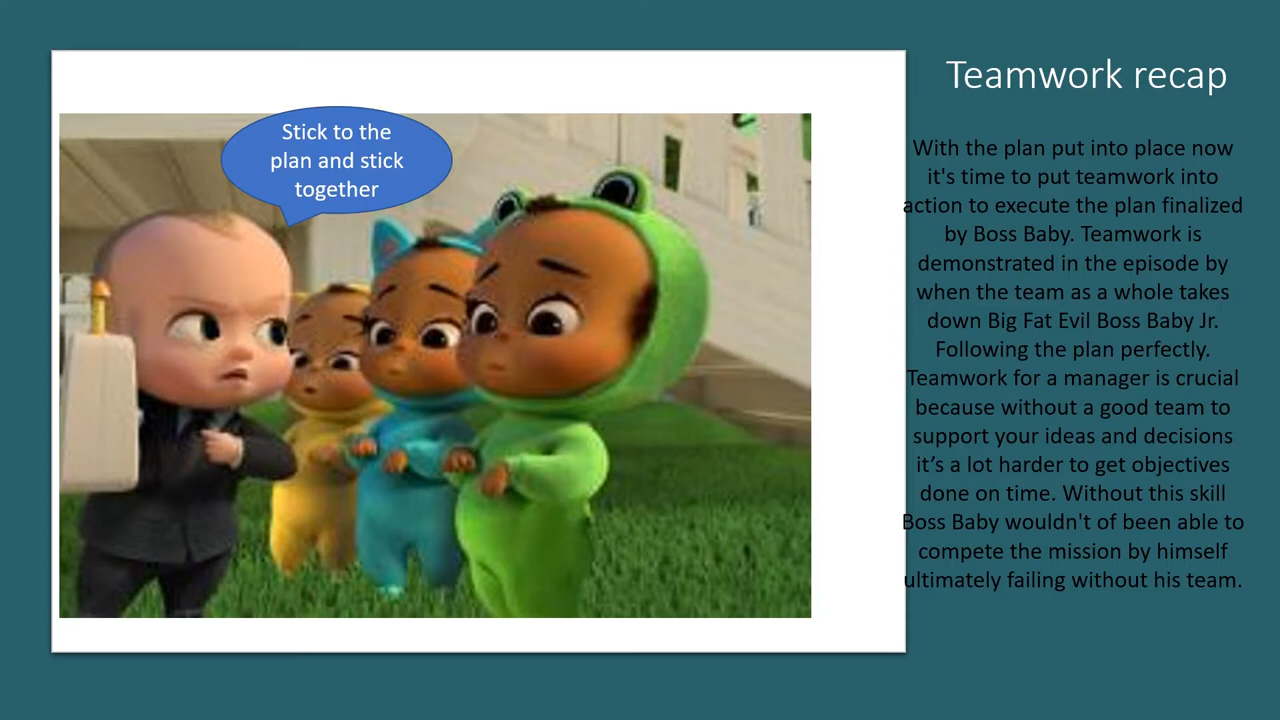 Teamwork recap
Stick to the
plan and stick
together
With the plan put into place now
it's time to put teamwork into
action to execute the plan finalized
by Boss Baby. Teamwork is
demonstrated in the episode by
when the team as a whole takes
down Big Fat Evil Boss Baby Jr.
Following the plan perfectly.
Teamwork for a manager is crucial
because without a good team to
support your ideas and decisions
it’s a lot harder to get objectives
done on time. Without this skill
Boss Baby wouldn't of been able to
compete the mission by himself
ultimately failing without his team.